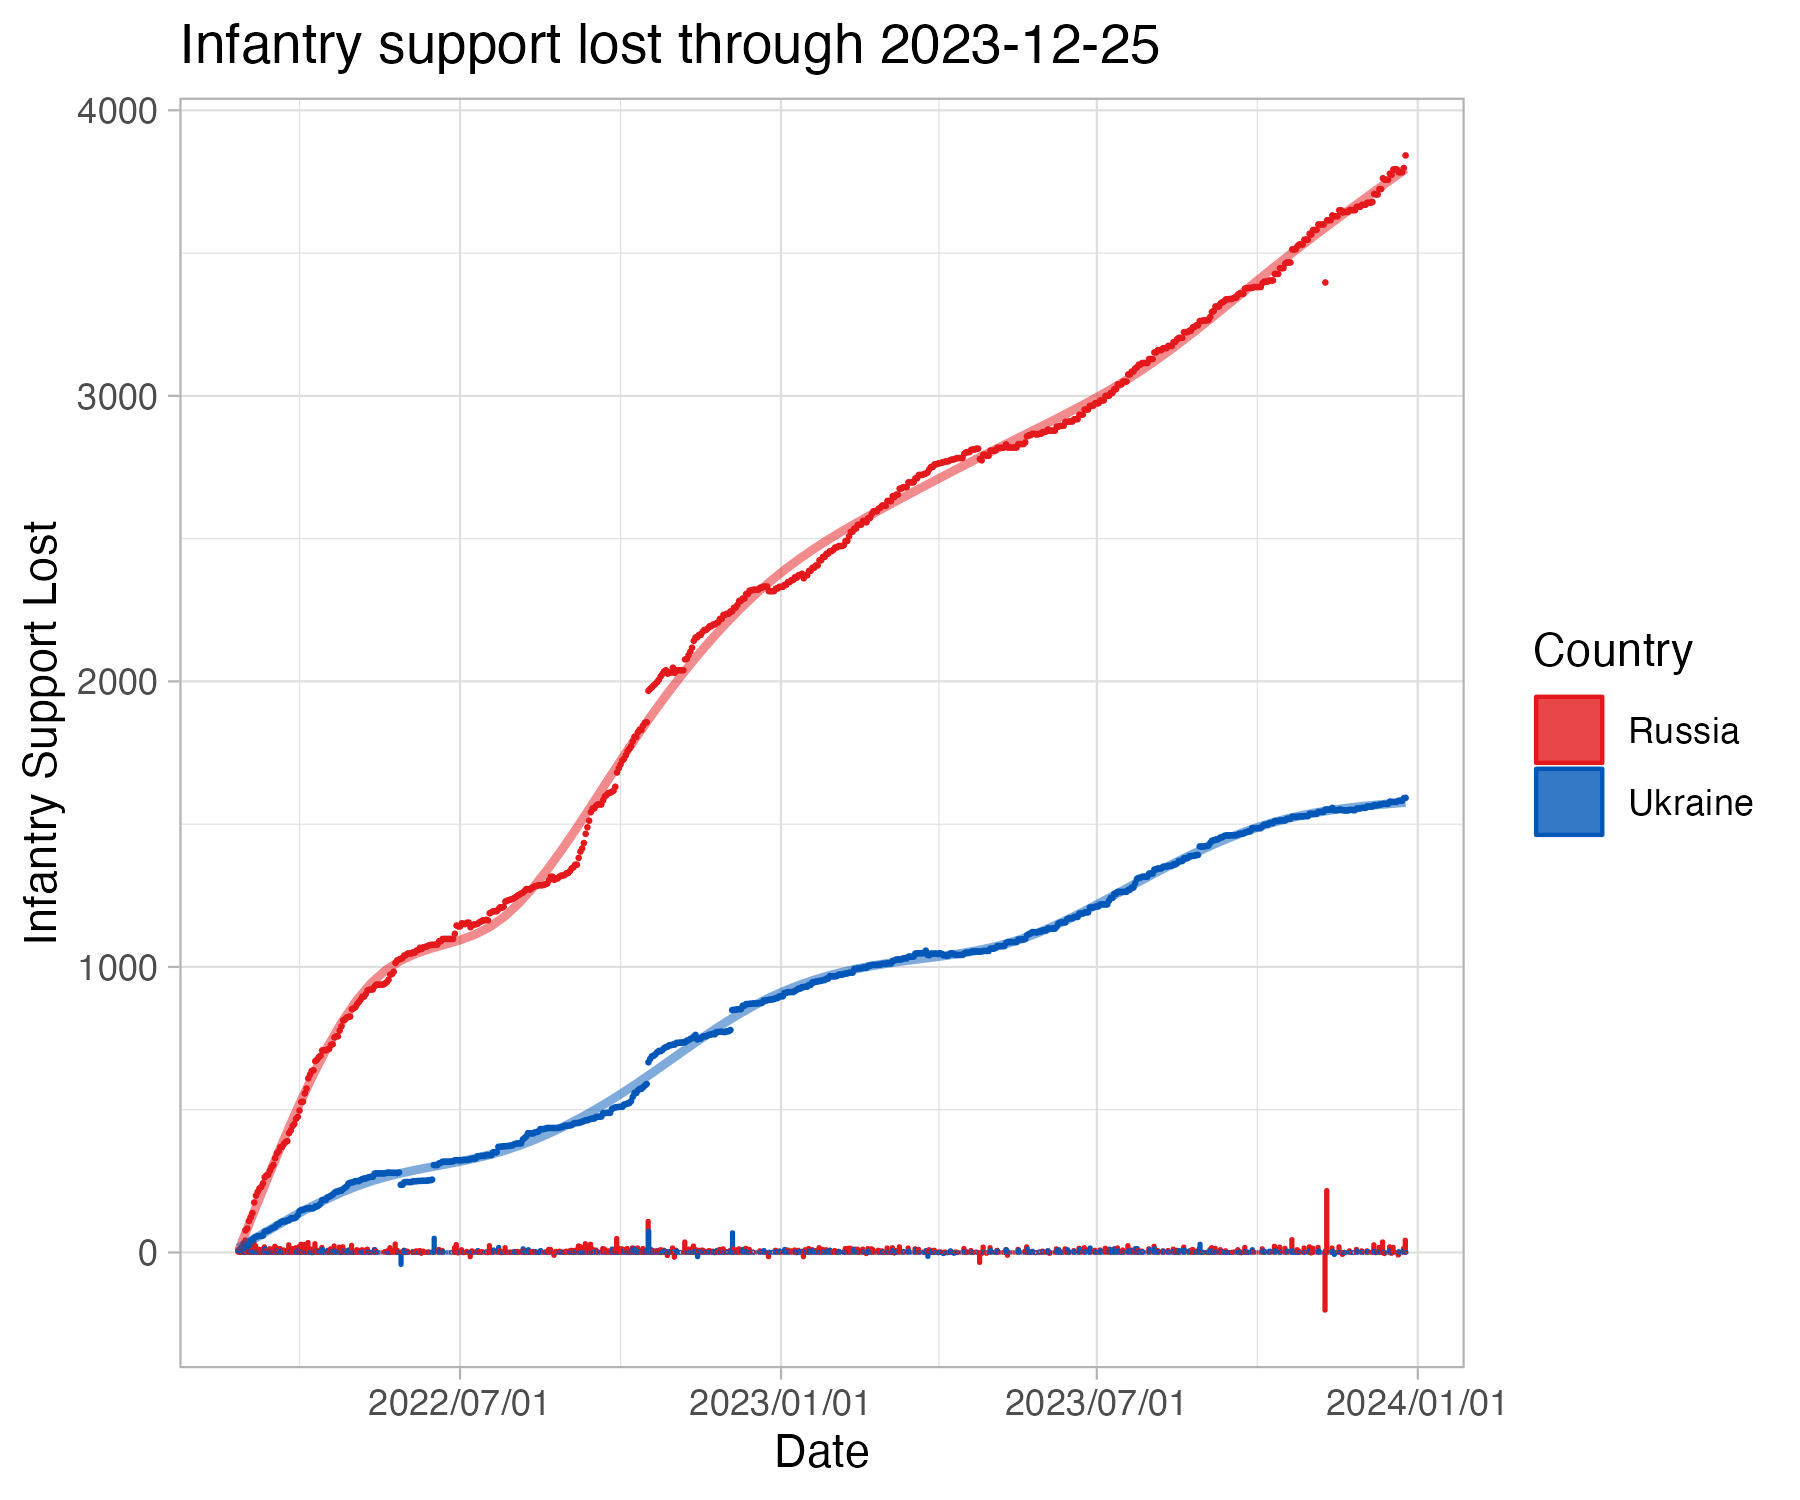 Infantry support lost through 2023-12-25
4000
3000
2000
1000
0
Infantry Support Lost
2022/07/01
2023/01/01
2023/07/01
2024/01/01
Date
Country
Russia
Ukraine